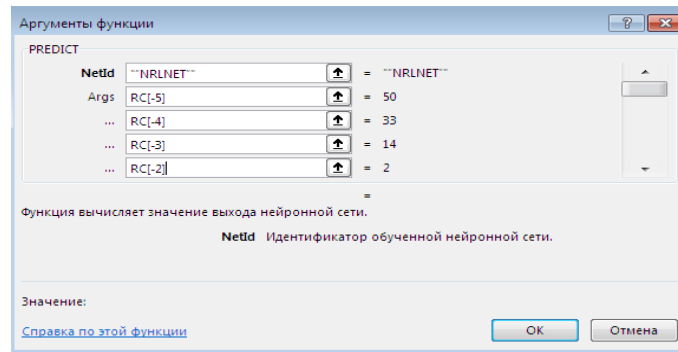 Аргументы функции
PREDICT
NetId ""NRLNET"" = ""NRLNET""
Args RC[-5] = 50
... RC[-4] = 33
... RC[-3] = 14
... RC[-2] = 2
=
Функция вычисляет значение выхода нейронной сети.
NetId Идентификатор обученной нейронной сети.
Значение:
Справка по этой функции
OK Отмена